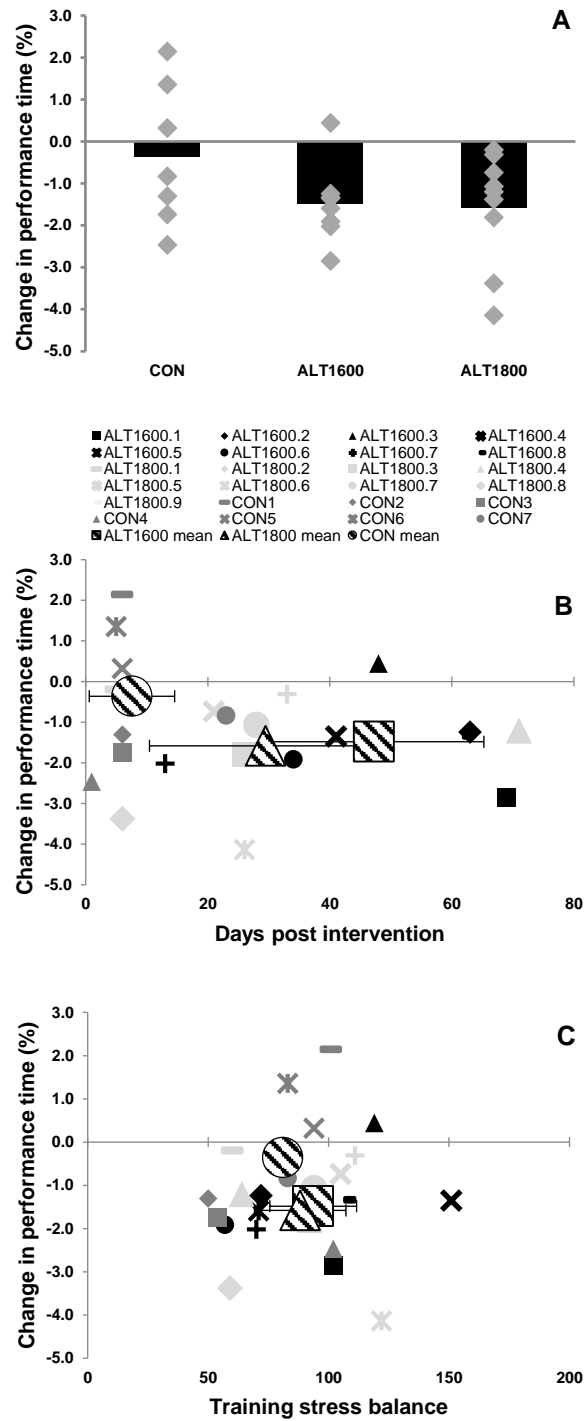 A
Change in performance time (%)
3.0
2.0
1.0
0.0
-1.0
-2.0
-3.0
-4.0
-5.0
CON ALT1600 ALT1800
ALT1600.1 ALT1600.2 ALT1600.3 ALT1600.4
ALT1600.5 ALT1600.6 ALT1600.7 ALT1600.8
ALT1800.1 ALT1800.2 ALT1800.3 ALT1800.4
ALT1800.5 ALT1800.6 ALT1800.7 ALT1800.8
ALT1800.9 CON1 CON2 CON3
CON4 CON5 CON6 CON7
ALT1600 mean ALT1800 mean CON mean
B
Change in performance time (%)
3.0
2.0
1.0
0.0
-1.0
-2.0
-3.0
-4.0
-5.0
0 20 40 60 80
Days post intervention
C
Change in performance time (%)
3.0
2.0
1.0
0.0
-1.0
-2.0
-3.0
-4.0
-5.0
0 50 100 150 200
Training stress balance